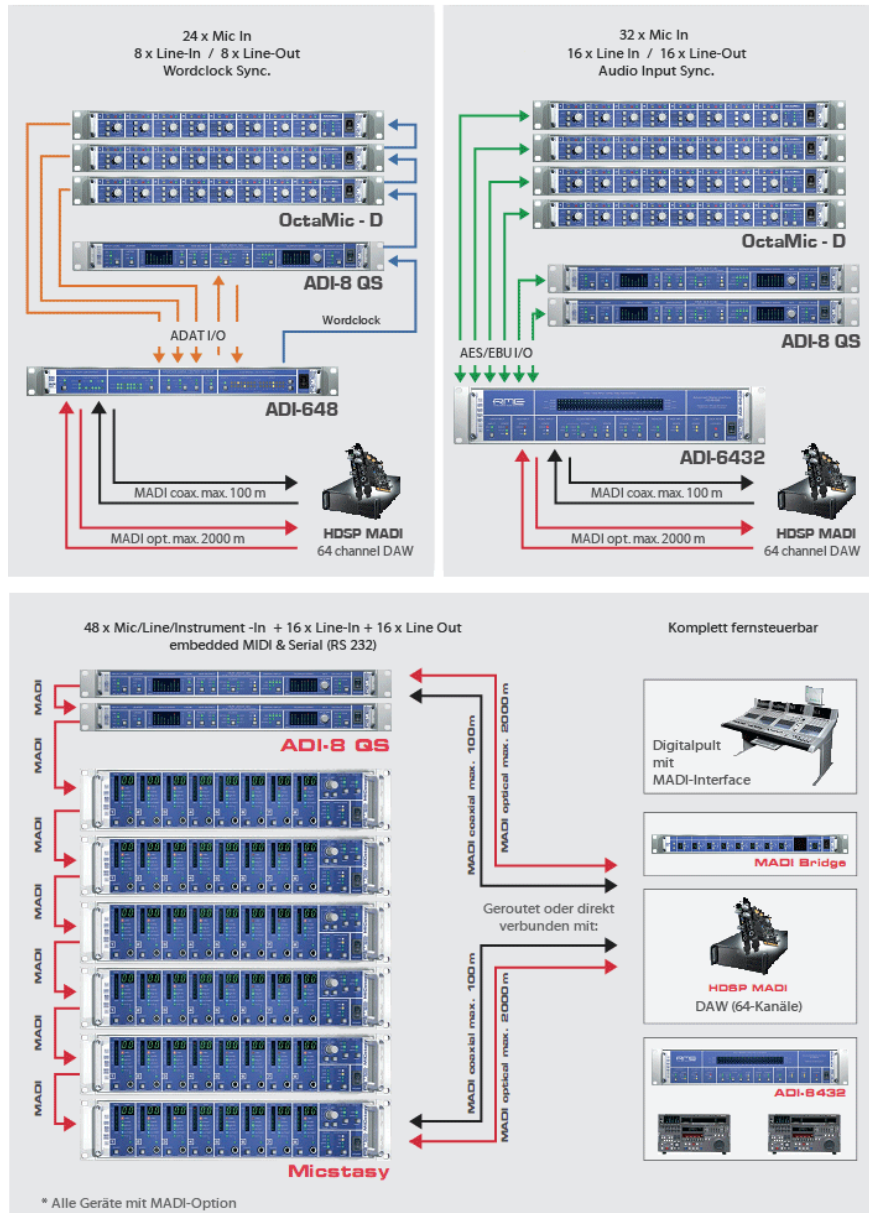 24 x Mic In
8 x Line-In / 8 x Line-Out
Wordclock Sync.
OctaMic - D
ADI-8 QS
Wordclock
ADAT I/O
ADI-648
MADI coax. max. 100 m
MADI opt. max. 2000 m
HDSP MADI
64 channel DAW
32 x Mic In
16 x Line In / 16 x Line-Out
Audio Input Sync.
OctaMic - D
ADI-8 QS
AES/EBU I/O
RME
ADI-6432
MADI coax. max. 100 m
MADI opt. max. 2000 m
HDSP MADI
64 channel DAW
48 x Mic/Line/Instrument -In + 16 x Line-In + 16 x Line Out
embedded MIDI & Serial (RS 232)
Komplett fernsteuerbar
MADI
MADI
MADI
MADI
MADI
MADI
MADI
ADI-8 QS
Micstasy
MADI coaxial max. 100m
MADI optical max. 2000m
Geroutet oder direkt
verbunden mit:
MADI coaxial max. 100m
MADI optical max. 2000m
Digitalpult
mit
MADI-Interface
MADI Bridge
HDSP MADI
DAW (64-Kanäle)
RME
ADI-6432
* Alle Geräte mit MADI-Option